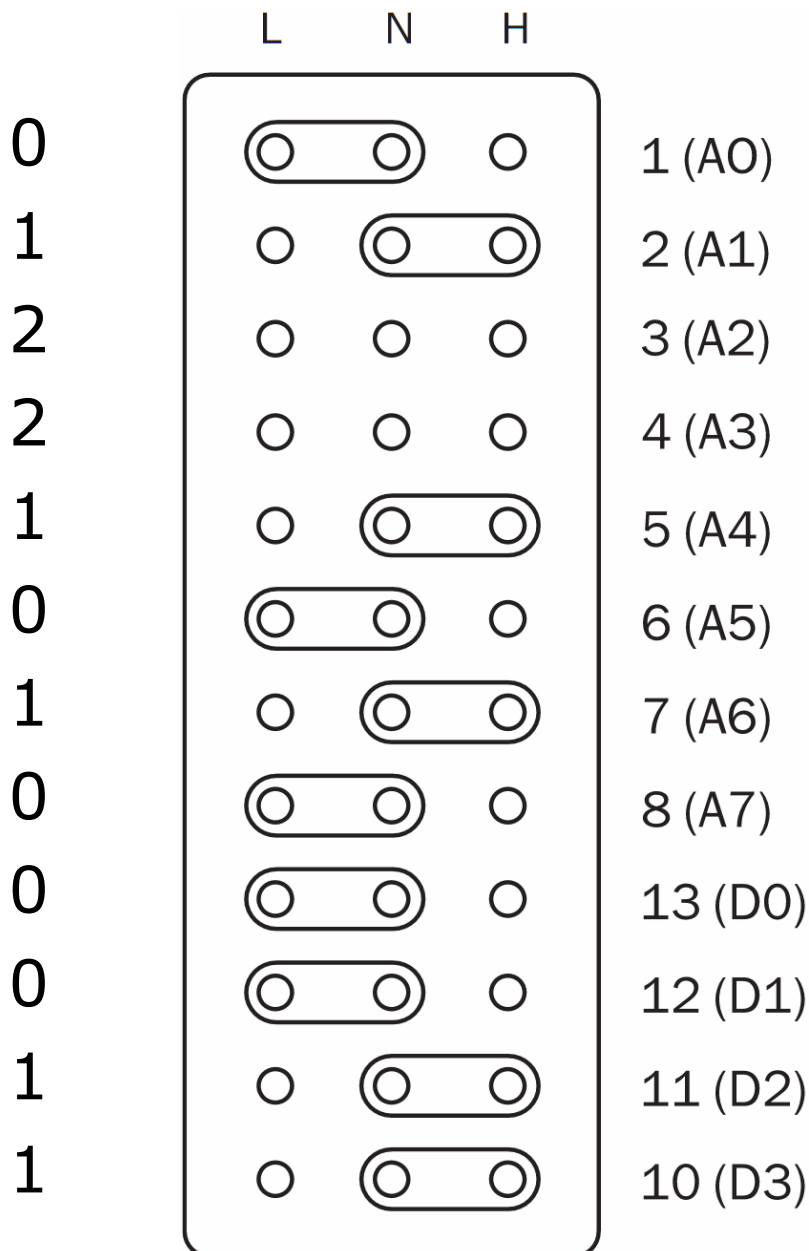 L N H
0 1 (A0)
1 2 (A1)
2 3 (A2)
2 4 (A3)
1 5 (A4)
0 6 (A5)
1 7 (A6)
0 8 (A7)
0 13 (D0)
0 12 (D1)
1 11 (D2)
1 10 (D3)